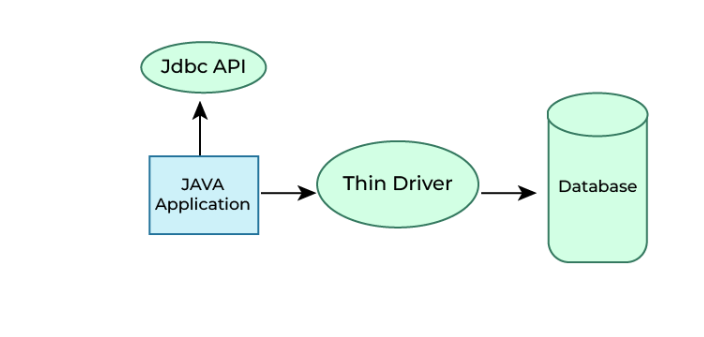 Jdbc API
JAVA
Application
Thin Driver
Database